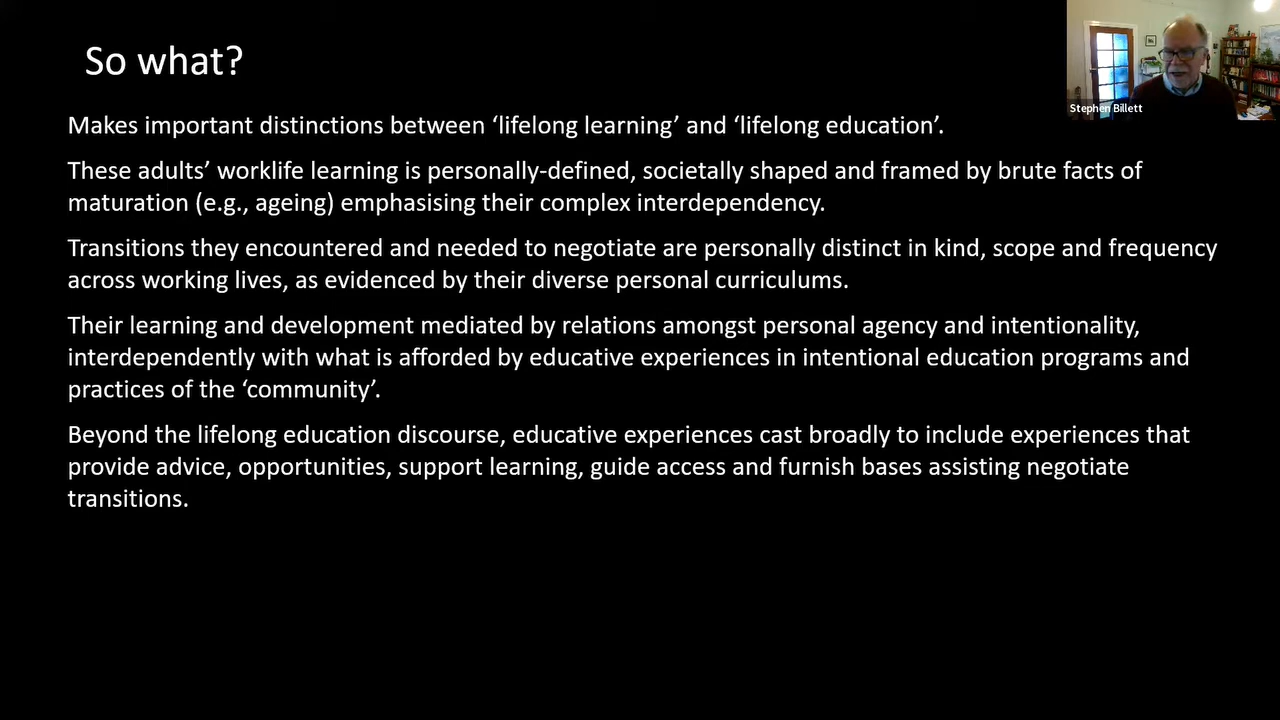 So what?
Stephen Billett
Makes important distinctions between ‘lifelong learning’ and ‘lifelong education’.
These adults’ worklife learning is personally-defined, societally shaped and framed by brute facts of
maturation (e.g., ageing) emphasising their complex interdependency.
Transitions they encountered and needed to negotiate are personally distinct in kind, scope and frequency
across working lives, as evidenced by their diverse personal curriculums.
Their learning and development mediated by relations amongst personal agency and intentionality,
interdependently with what is afforded by educative experiences in intentional education programs and
practices of the ‘community’.
Beyond the lifelong education discourse, educative experiences cast broadly to include experiences that
provide advice, opportunities, support learning, guide access and furnish bases assisting negotiate
transitions.